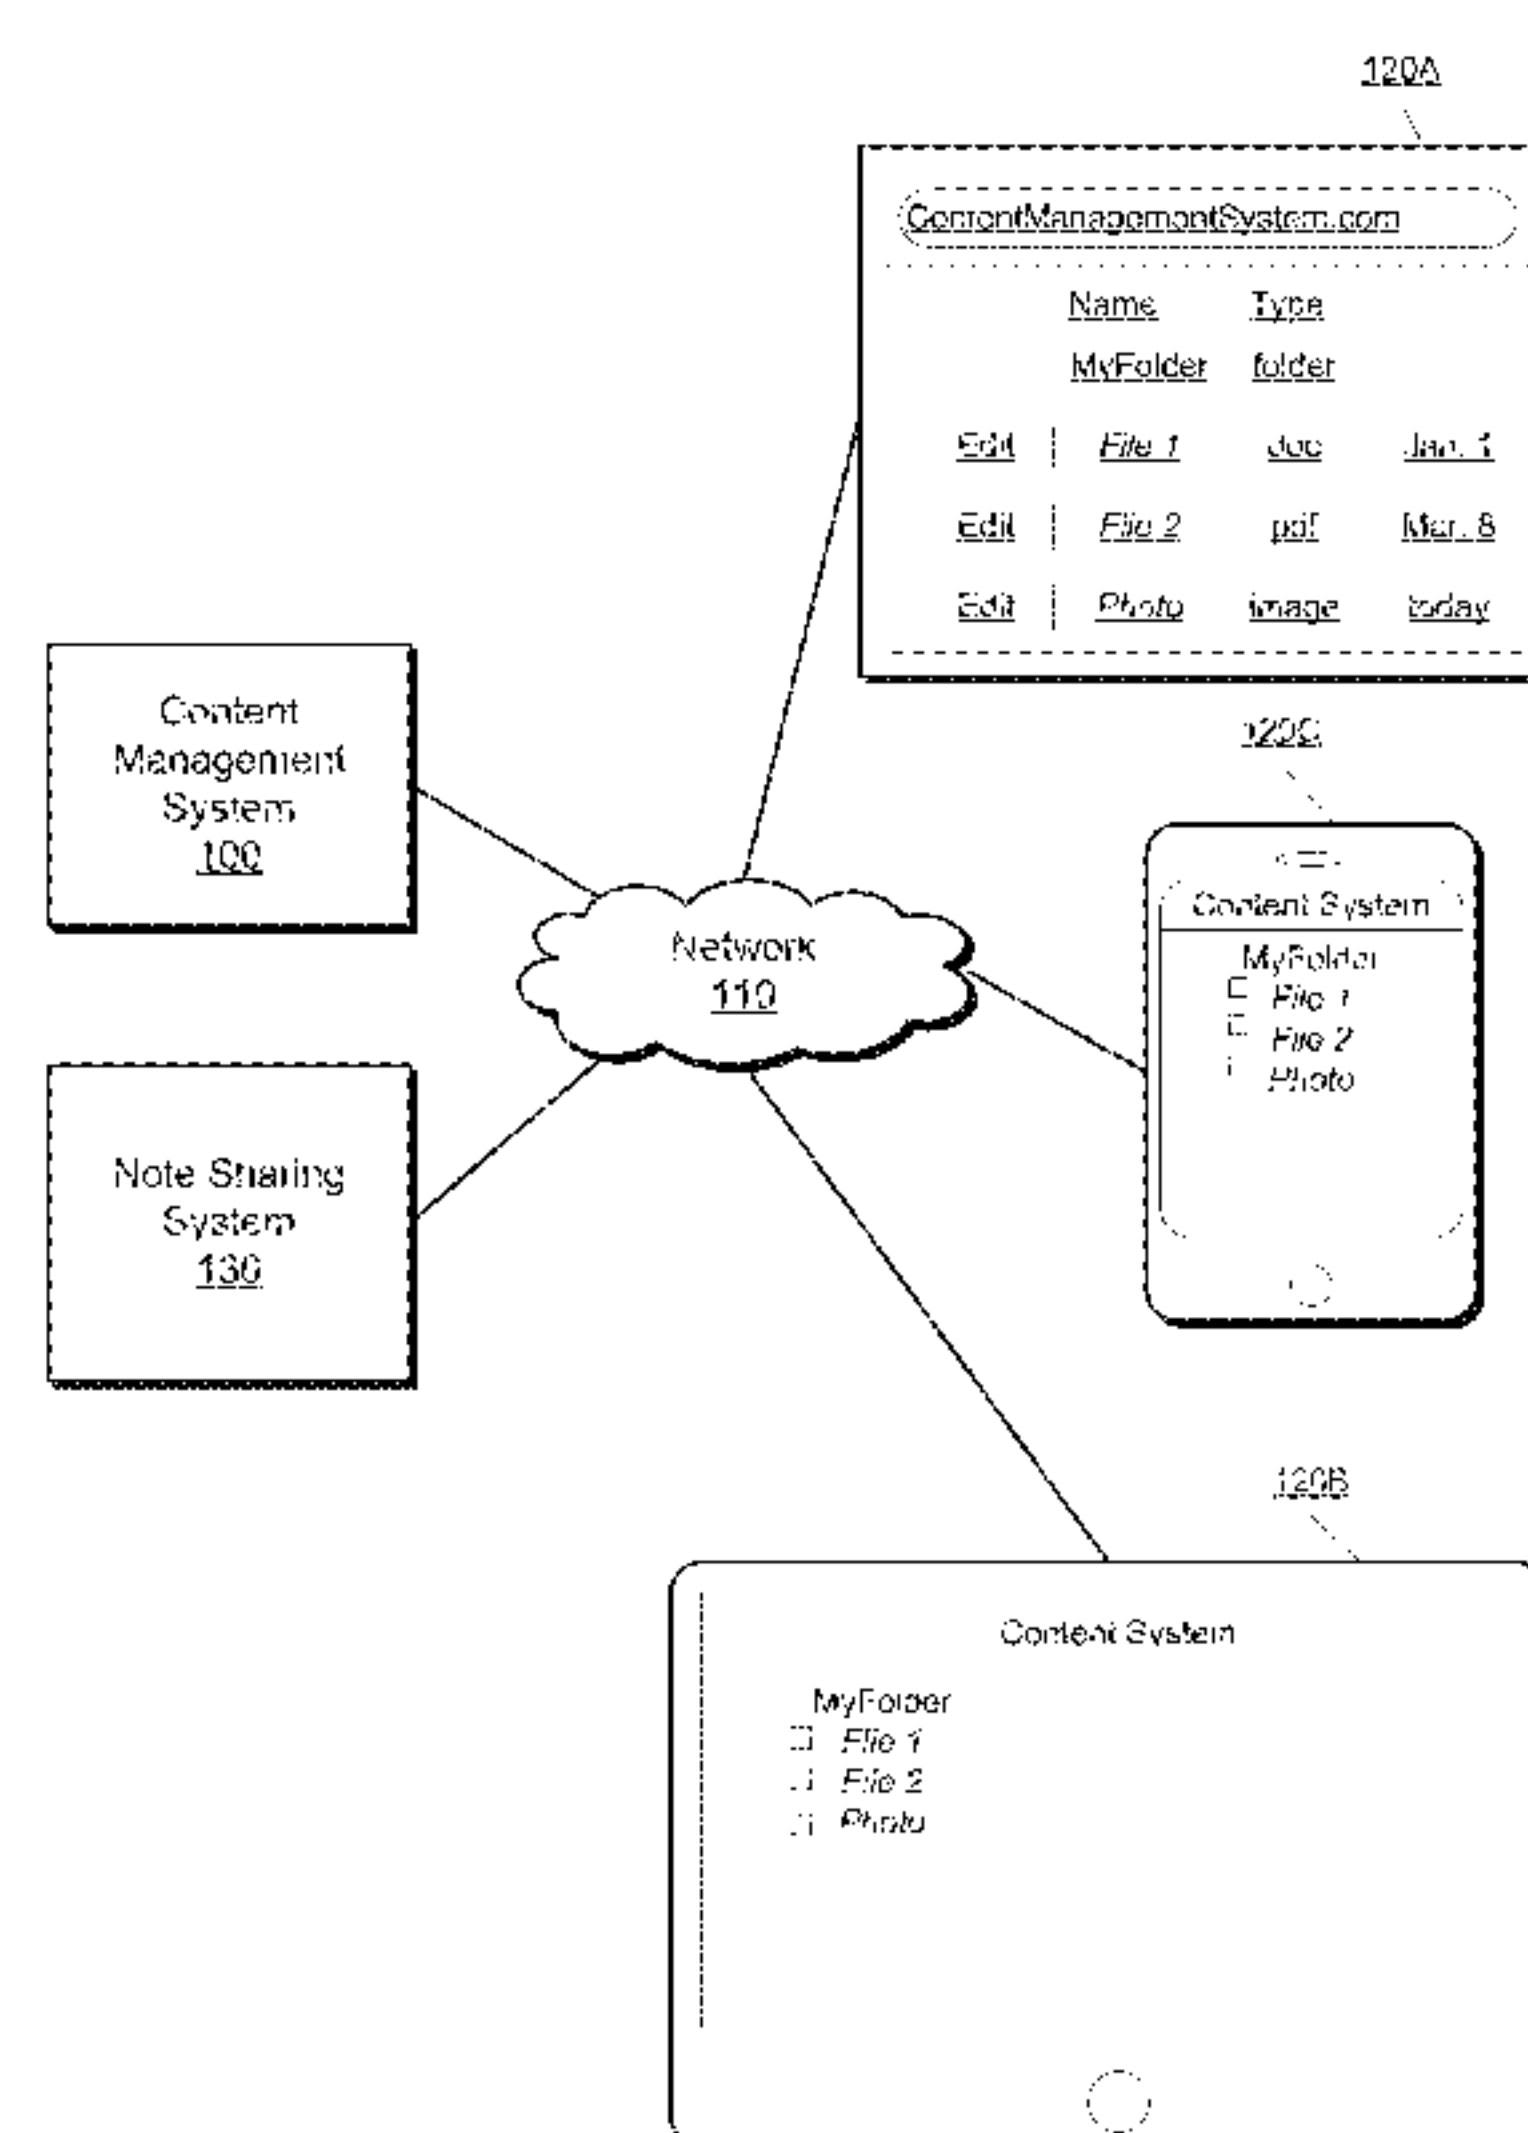 120A
ContentManagementSystem.com
Name Type
MyFolder folder
Edit File 1 doc Jan. 1
Edit File 2 pdf Mar. 8
Edit Photo image today
Content
Management
System
100
120C
Content System
MyFolder
File 1
File 2
Photo
Network
110
Note Sharing
System
130
120B
Content System
MyFolder
File 1
File 2
Photo